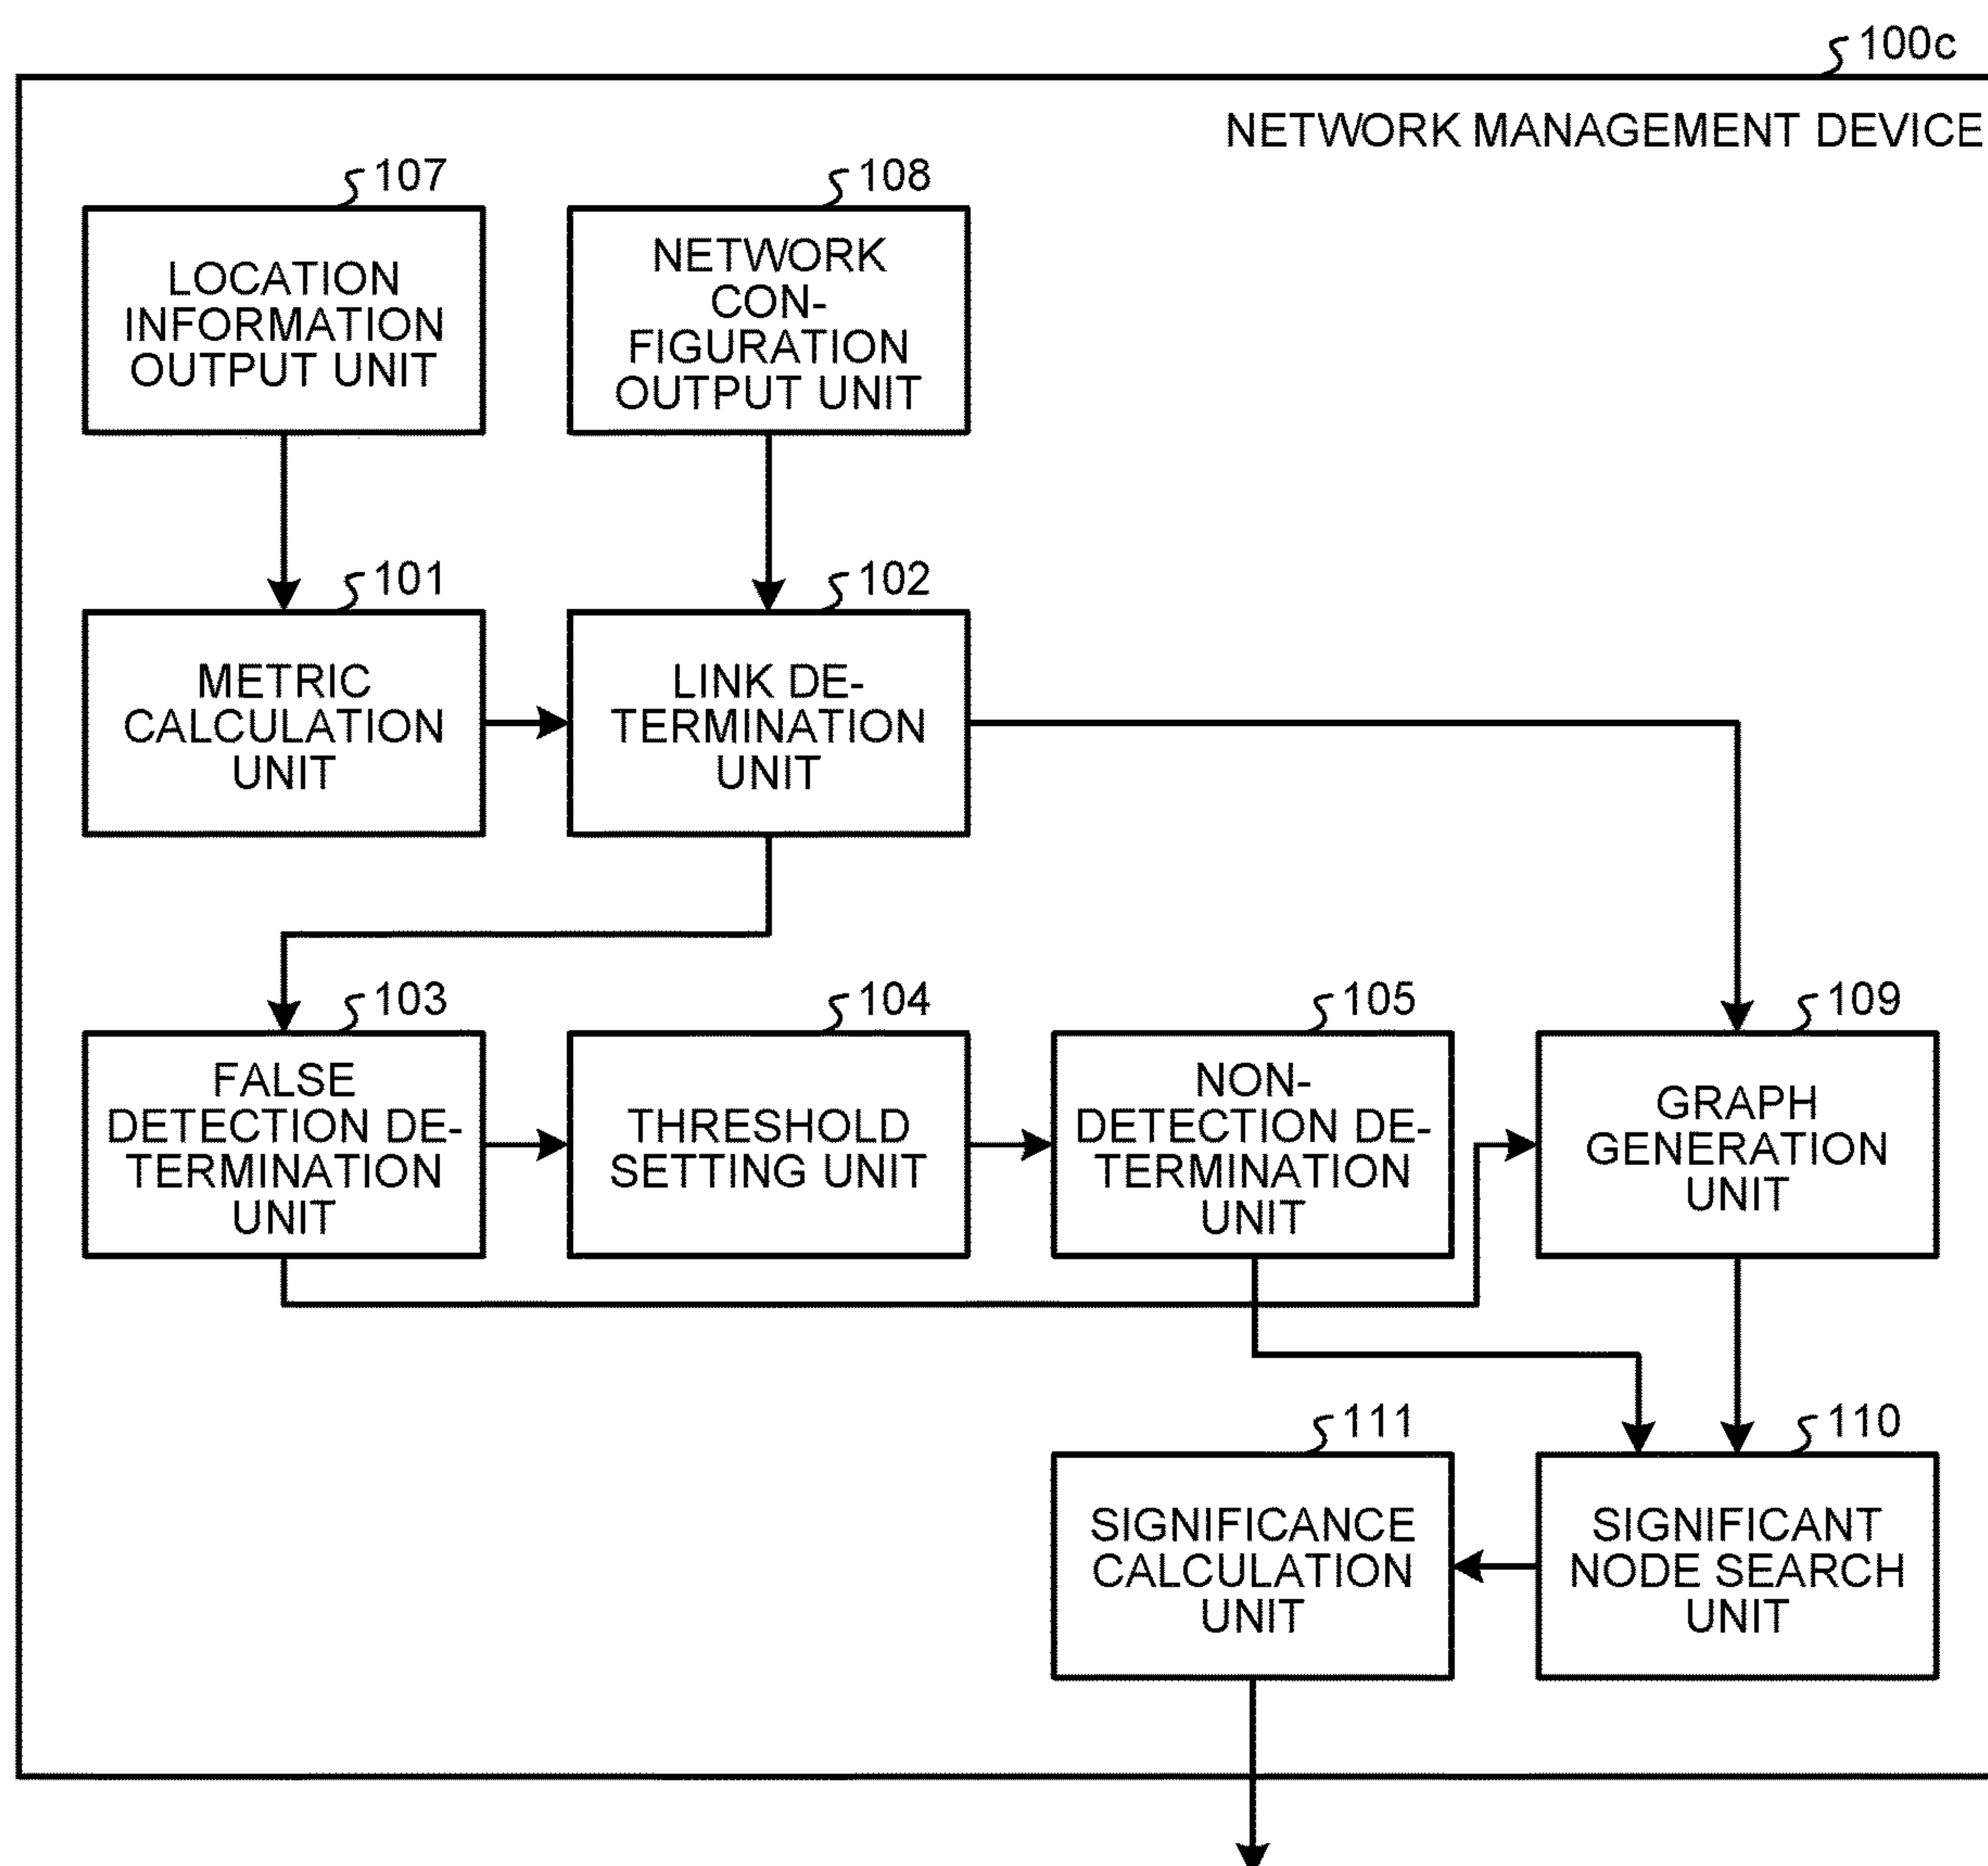 100c
NETWORK MANAGEMENT DEVICE
107
LOCATION
INFORMATION
OUTPUT UNIT
108
NETWORK
CON-
FIGURATION
OUTPUT UNIT
101
METRIC
CALCULATION
UNIT
102
LINK DE-
TERMINATION
UNIT
103
FALSE
DETECTION DE-
TERMINATION
UNIT
104
THRESHOLD
SETTING UNIT
105
NON-
DETECTION DE-
TERMINATION
UNIT
109
GRAPH
GENERATION
UNIT
111
SIGNIFICANCE
CALCULATION
UNIT
110
SIGNIFICANT
NODE SEARCH
UNIT